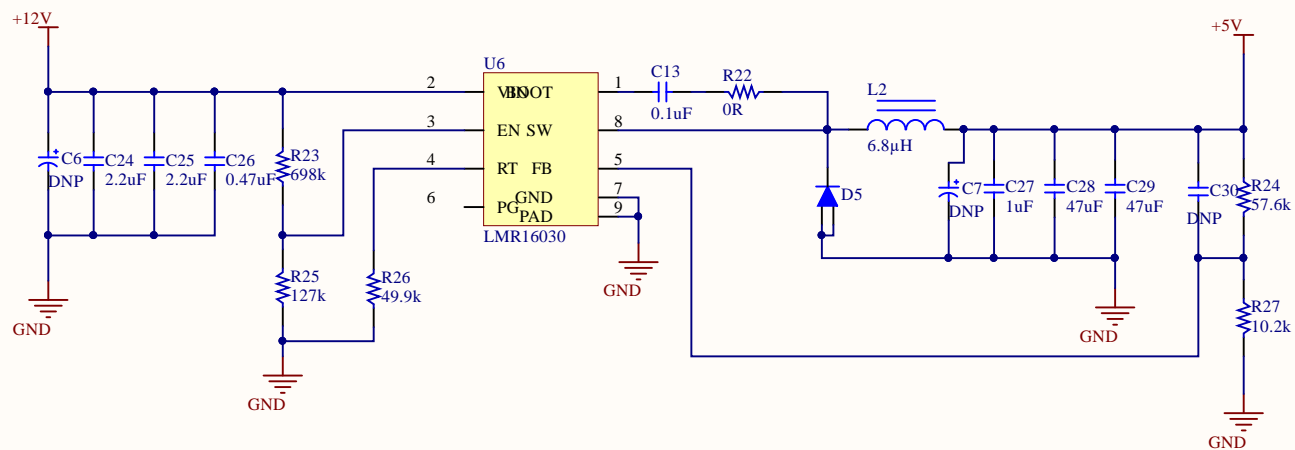 +12V
+5V
U6
2
VIN
BOOT
1
C13
0.1uF
R22
0R
L2
6.8µH
3
EN
SW
8
4
RT
FB
5
6
PG
GND
7
PAD
9
LMR16030
C6
DNP
C24
2.2uF
C25
2.2uF
C26
0.47uF
R23
698k
R25
127k
R26
49.9k
D5
C7
DNP
C27
1uF
C28
47uF
C29
47uF
C30
DNP
R24
57.6k
R27
10.2k
GND
GND
GND
GND
GND